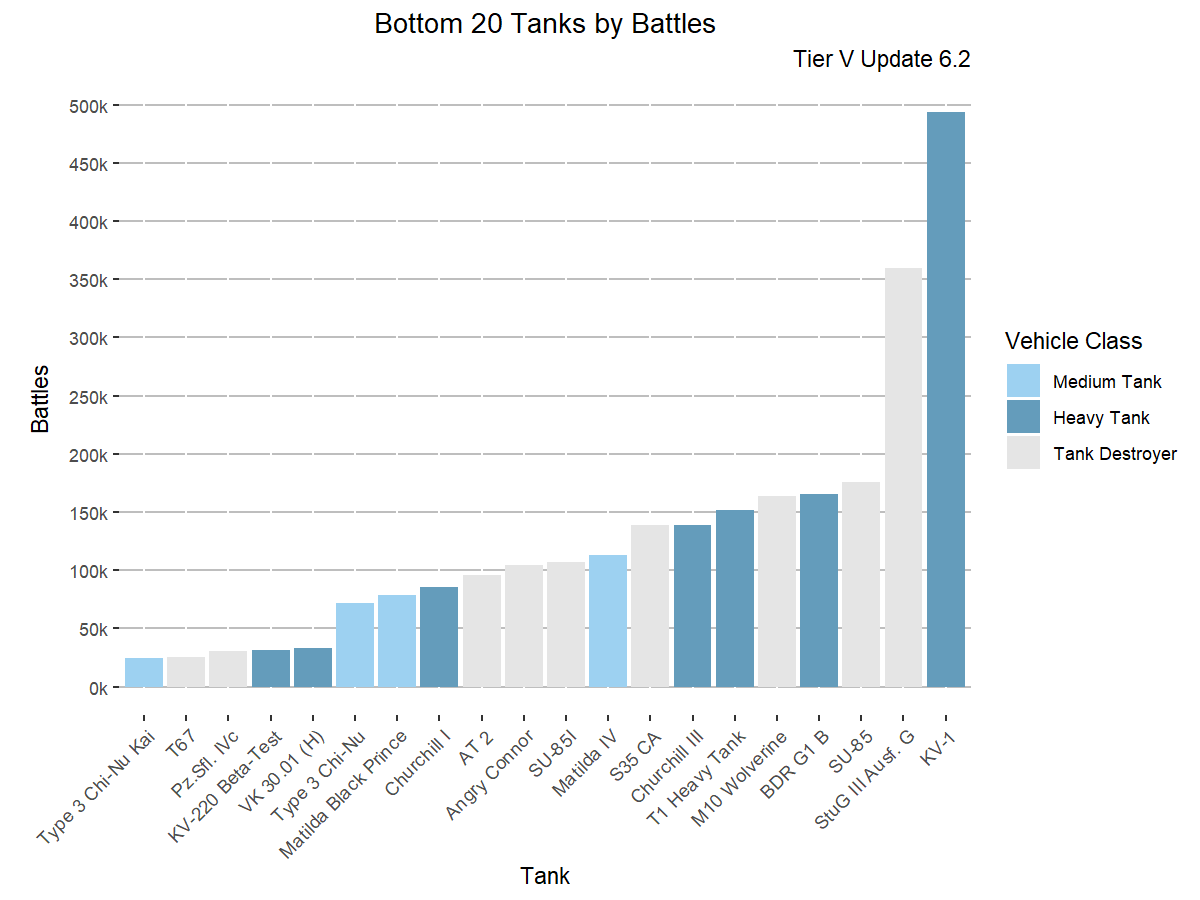 Bottom 20 Tanks by Battles
Tier V Update 6.2
500k
450k
400k
350k
300k
250k
200k
150k
100k
50k
0k
Battles
Type 3 Chi-Nu Kai
T67
Pz.Sfl. IVc
KV-220 Beta-Test
VK 30.01 (H)
Type 3 Chi-Nu
Matilda Black Prince
Churchill I
AT 2
Angry Connor
SU-85I
Matilda IV
S35 CA
Churchill III
T1 Heavy Tank
M10 Wolverine
BDR G1 B
SU-85
StuG III Ausf. G
KV-1
Tank
Vehicle Class
Medium Tank
Heavy Tank
Tank Destroyer